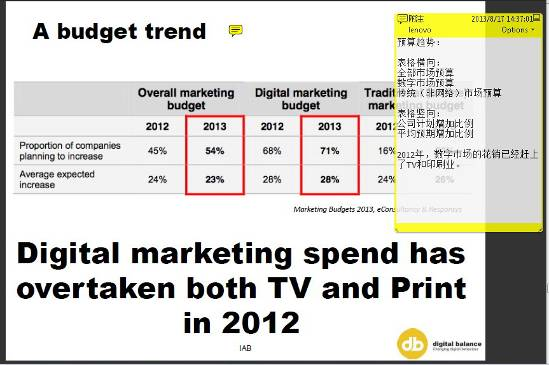 A budget trend
附注 2013/8/17 14:37:01
lenovo Options
预算趋势：
表格横向：
全部市场预算
数字市场预算
传统（非网络）市场预算
表格竖向：
公司计划增加比例
平均预期增加比例
2012年，数字市场的花销已经赶上
了TV和印刷业。
Overall marketing budget Digital marketing budget
2012 2013 2012 2013 2012
Proportion of companies planning to increase 45% 54% 68% 71% 16%
Average expected increase 24% 23% 28% 28% 24%
Marketing Budgets 2013, eConsultancy & Responsys
Digital marketing spend has
overtaken both TV and Print
in 2012
IAB
db digital balance